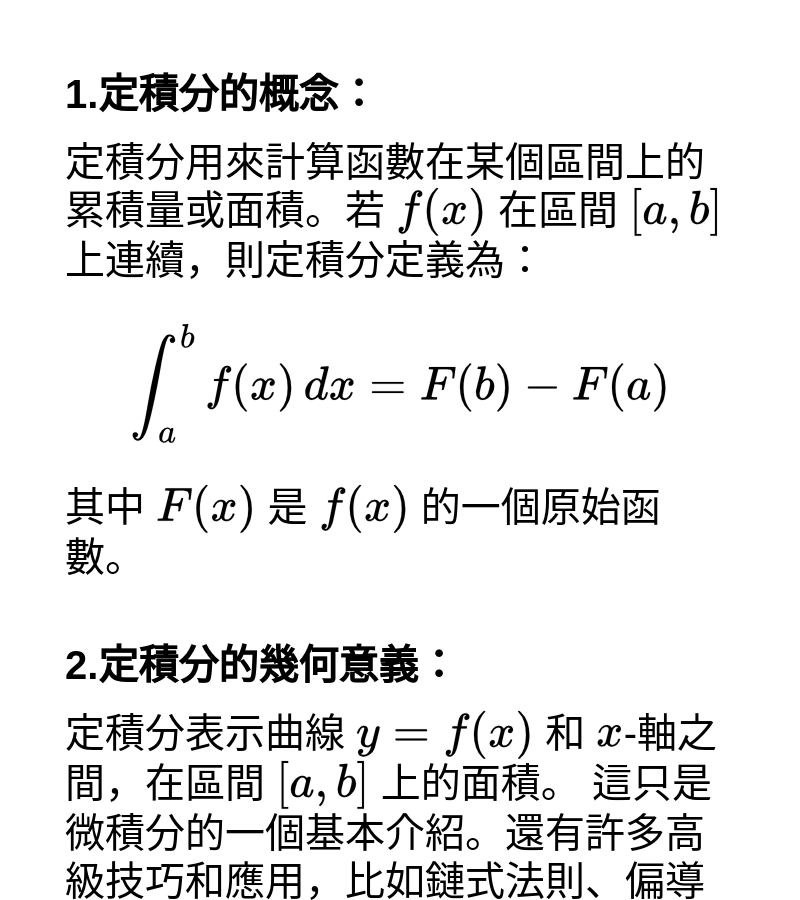 1.定積分的概念：
定積分用來計算函數在某個區間上的
累積量或面積。若 f(x) 在區間 [a, b]
上連續，則定積分定義為：
∫_a^b f(x) dx = F(b) − F(a)
其中 F(x) 是 f(x) 的一個原始函
數。
2.定積分的幾何意義：
定積分表示曲線 y = f(x) 和 x-軸之
間，在區間 [a, b] 上的面積。 這只是
微積分的一個基本介紹。還有許多高
級技巧和應用，比如鏈式法則、偏導